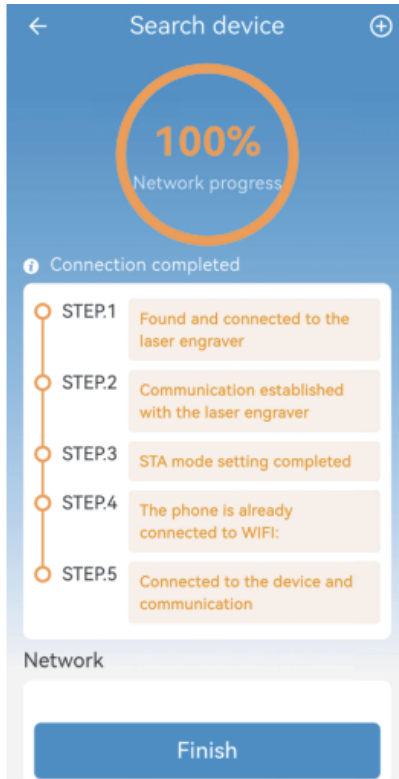 Search device
100%
Network progress
Connection completed
STEP.1
Found and connected to the
laser engraver
STEP.2
Communication established
with the laser engraver
STEP.3
STA mode setting completed
STEP.4
The phone is already
connected to WIFI:
STEP.5
Connected to the device and
communication
Network
Finish